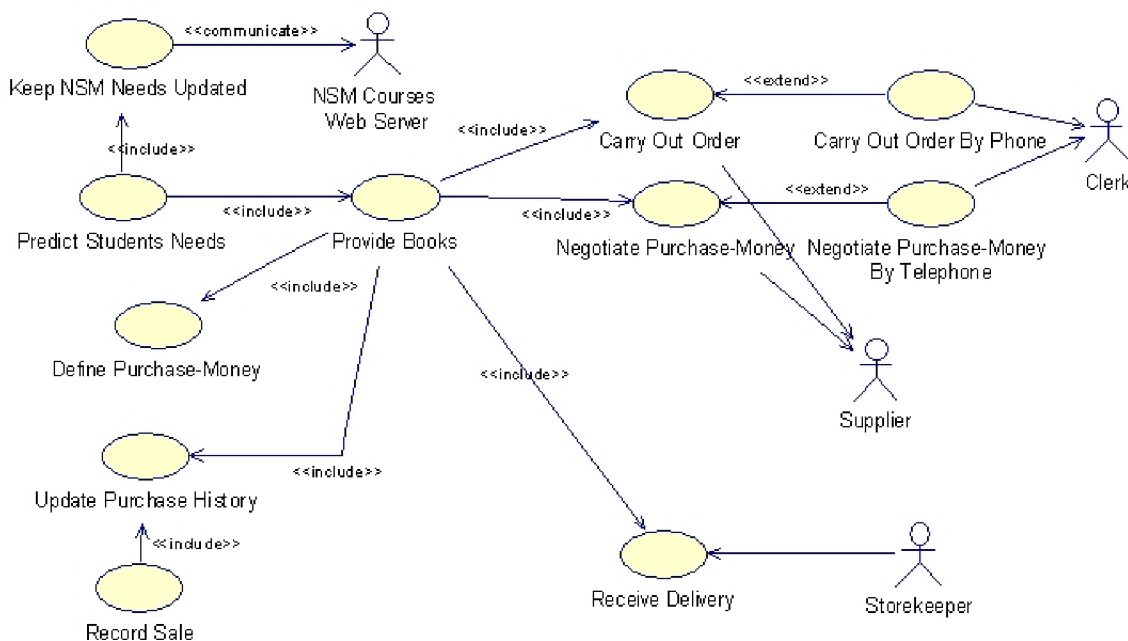 <<communicate>>
Keep NSM Needs Updated
NSM Courses
Web Server
<<extend>>
<<include>>
Carry Out Order
Carry Out Order By Phone
<<include>>
Clerk
<<extend>>
<<include>>
<<include>>
Predict Students Needs
Provide Books
Negotiate Purchase-Money
Negotiate Purchase-Money
By Telephone
<<include>>
Define Purchase-Money
<<include>>
Supplier
<<include>>
Update Purchase History
<<include>>
Receive Delivery
Storekeeper
Record Sale